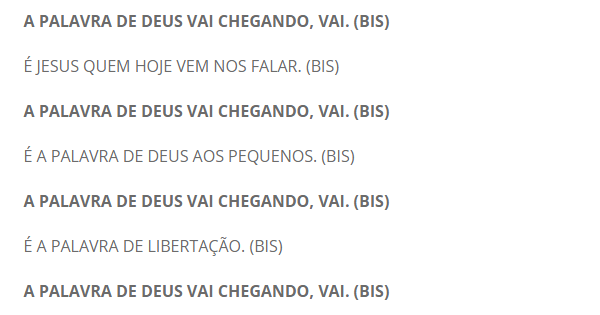 A PALAVRA DE DEUS VAI CHEGANDO, VAI. (BIS)
É JESUS QUEM HOJE VEM NOS FALAR. (BIS)
A PALAVRA DE DEUS VAI CHEGANDO, VAI. (BIS)
É A PALAVRA DE DEUS AOS PEQUENOS. (BIS)
A PALAVRA DE DEUS VAI CHEGANDO, VAI. (BIS)
É A PALAVRA DE LIBERTAÇÃO. (BIS)
A PALAVRA DE DEUS VAI CHEGANDO, VAI. (BIS)